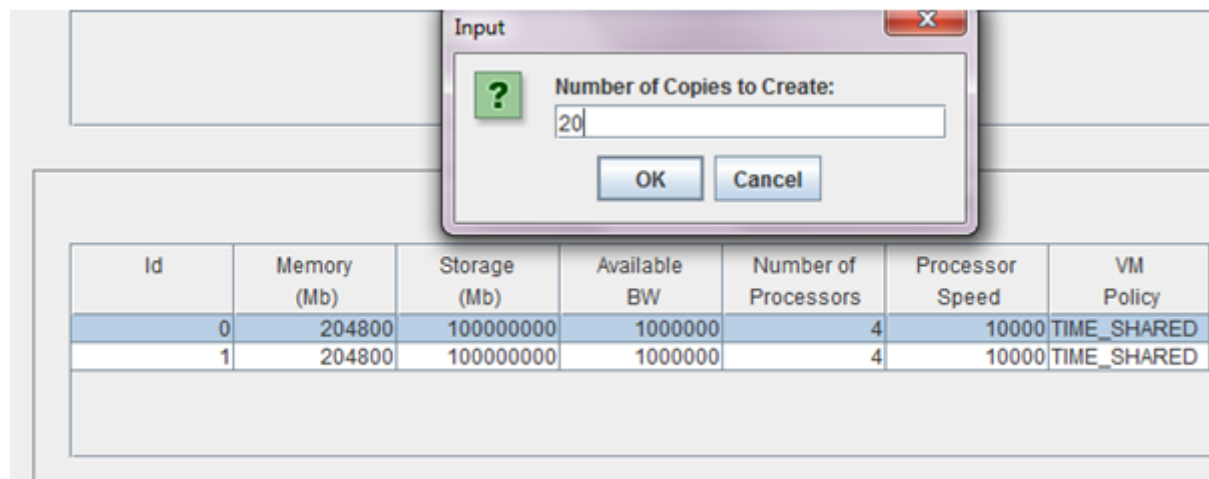 Input
x
?
Number of Copies to Create:
20
OK Cancel
Id Memory Storage Available Number of Processor VM
(Mb) (Mb) BW Processors Speed Policy
0 204800 100000000 1000000 4 10000 TIME_SHARED
1 204800 100000000 1000000 4 10000 TIME_SHARED